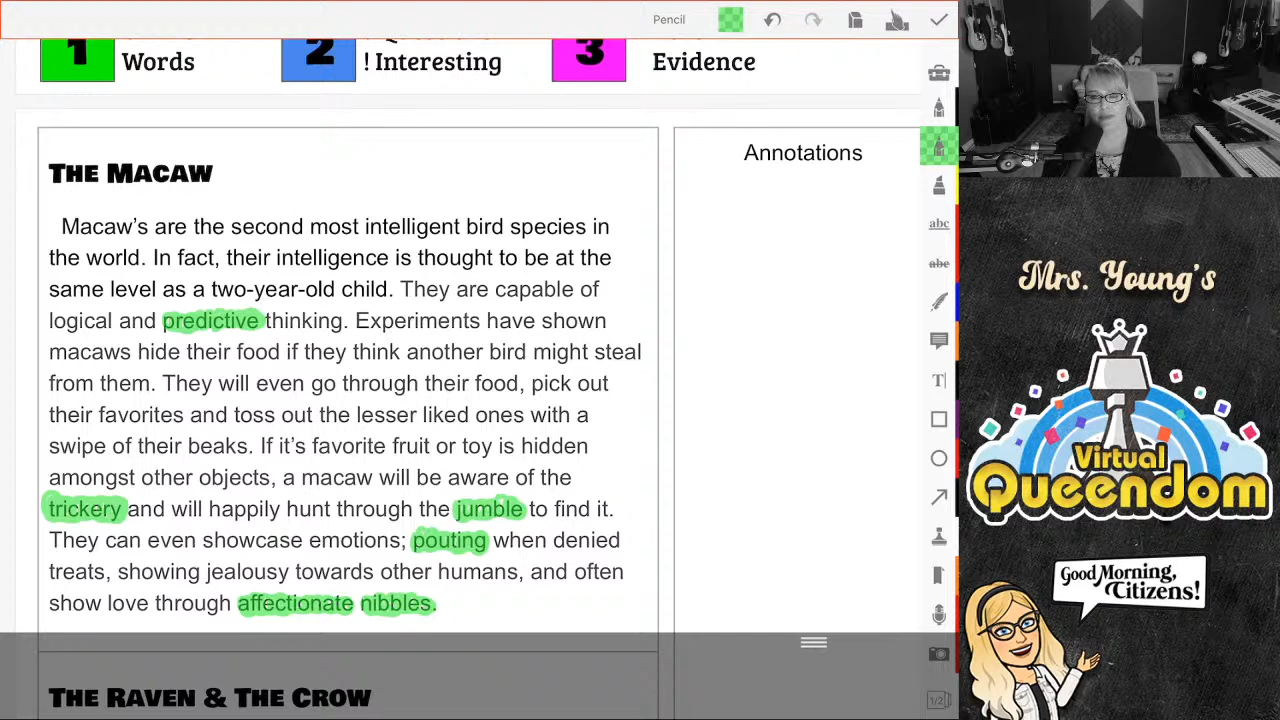 Pencil
1 Words
2 ! Interesting
3 Evidence
THE MACAW
Macaw's are the second most intelligent bird species in
the world. In fact, their intelligence is thought to be at the
same level as a two-year-old child. They are capable of
logical and predictive thinking. Experiments have shown
macaws hide their food if they think another bird might steal
from them. They will even go through their food, pick out
their favorites and toss out the lesser liked ones with a
swipe of their beaks. If it's favorite fruit or toy is hidden
amongst other objects, a macaw will be aware of the
trickery and will happily hunt through the jumble to find it.
They can even showcase emotions; pouting when denied
treats, showing jealousy towards other humans, and often
show love through affectionate nibbles.
THE RAVEN & THE CROW
Annotations
abc
abc
T
1/2
Mrs. Young's
Virtual
Queendom
Good Morning,
Citizens!